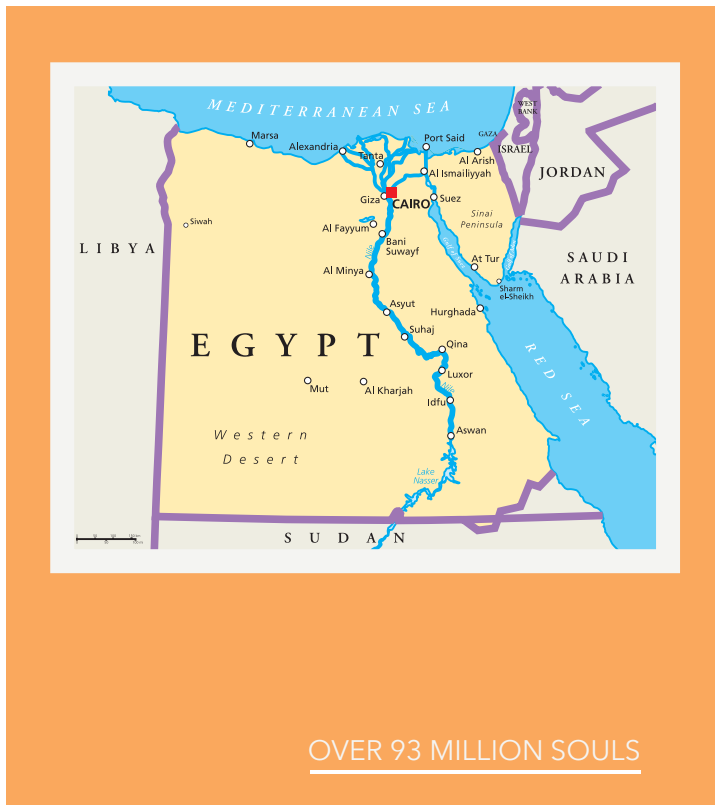 MEDITERRANEAN SEA
WEST
BANK
GAZA
Marsa
Port Said
Alexandria
Tanta
Al Arish
ISRAEL
Al Ismailiyyah
JORDAN
Giza
CAIRO
Suez
Siwah
Sinai
Peninsula
Al Fayyum
LIBYA
Bani
Suwayf
Nile
SAUDI
ARABIA
At Tur
Al Minya
Sharm
el-Sheikh
Asyut
Hurghada
Suhaj
EGYPT
Qina
RED SEA
Luxor
Mut
Al Kharjah
Nile
Idfu
Western
Desert
Aswan
Lake
Nasser
SUDAN
OVER 93 MILLION SOULS